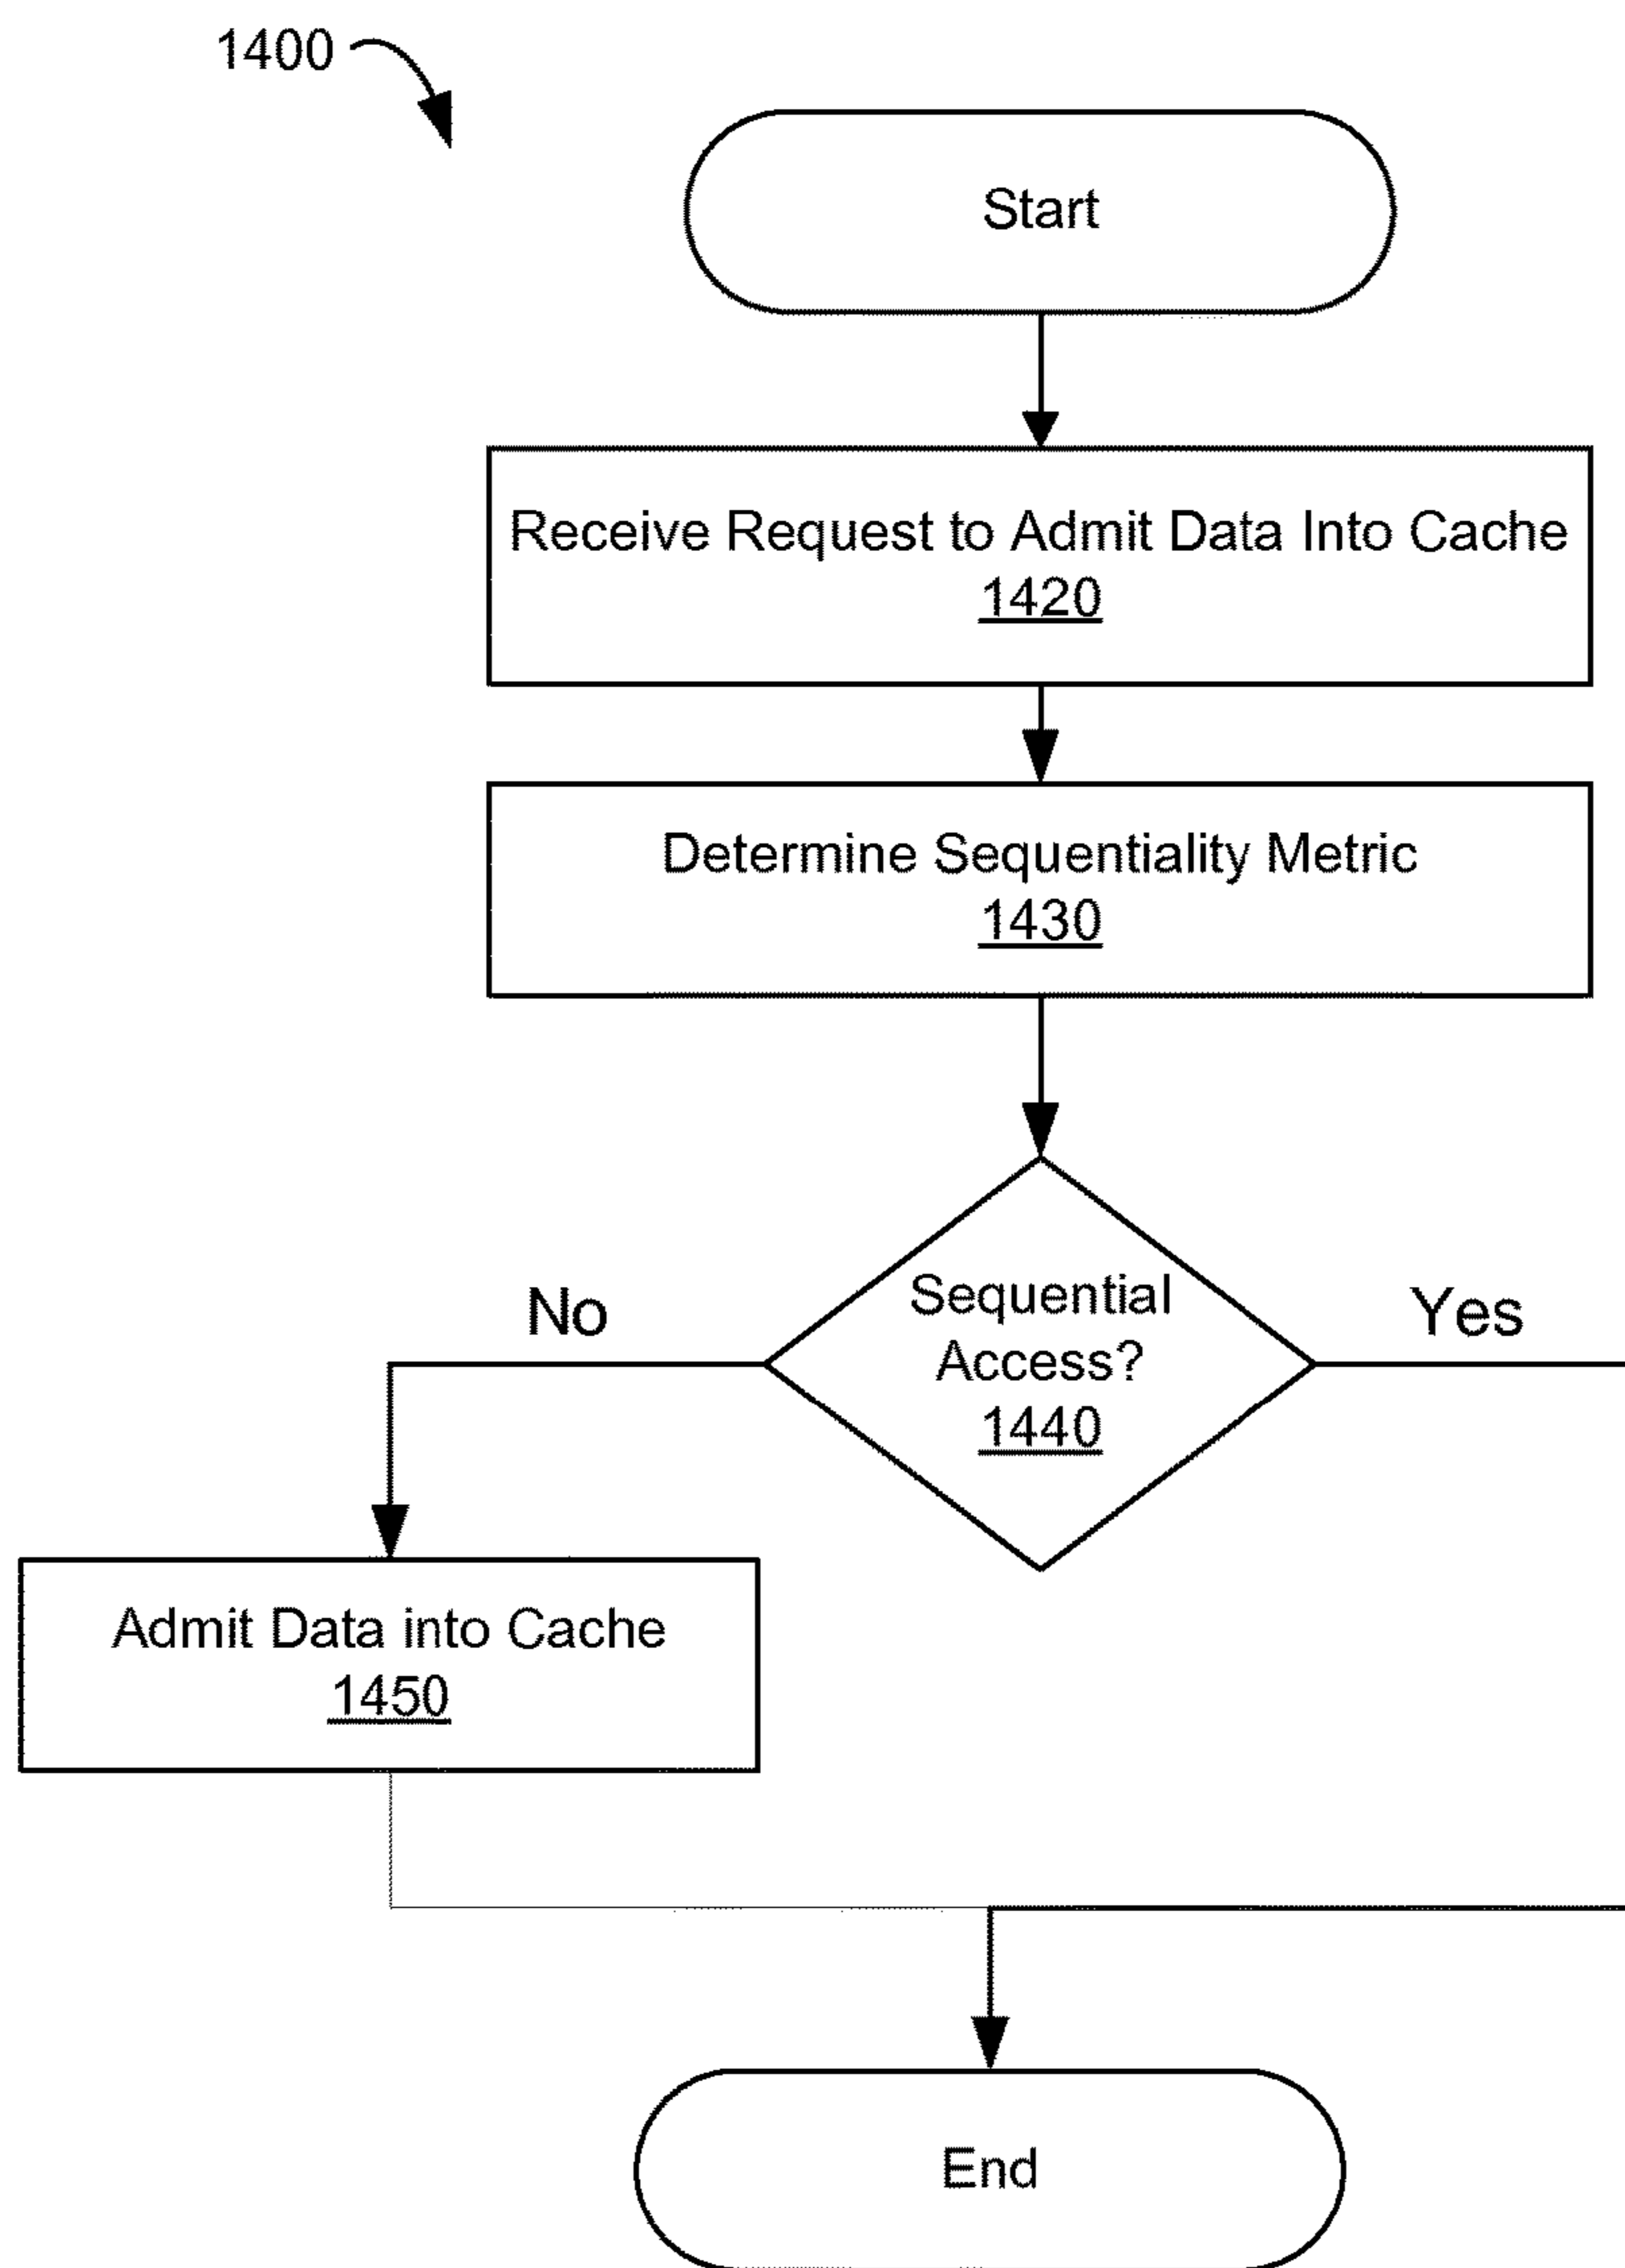 1400
Start
Receive Request to Admit Data Into Cache
1420
Determine Sequentiality Metric
1430
Sequential
Access?
1440
No
Yes
Admit Data into Cache
1450
End